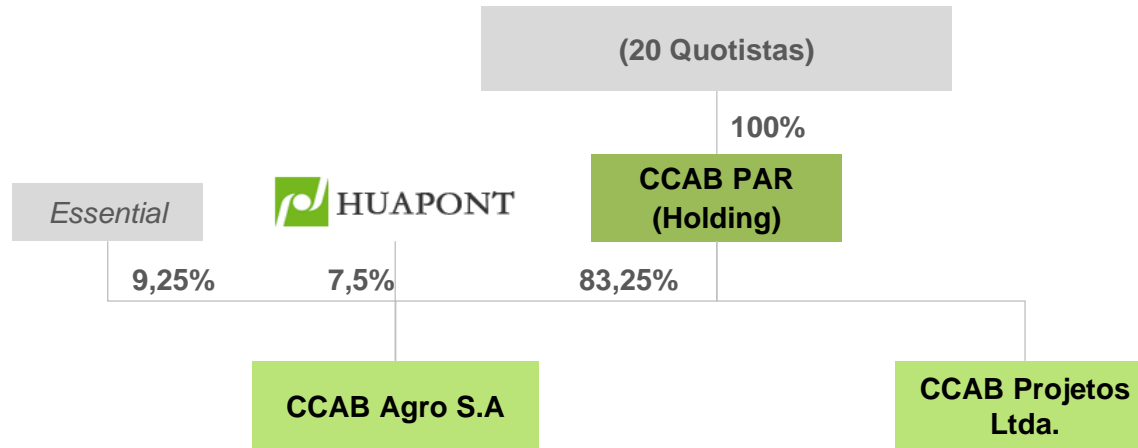 (20 Quotistas)
100%
CCAB PAR
(Holding)
Essential
HUAPONT
9,25%
7,5%
83,25%
CCAB Agro S.A
CCAB Projetos
Ltda.